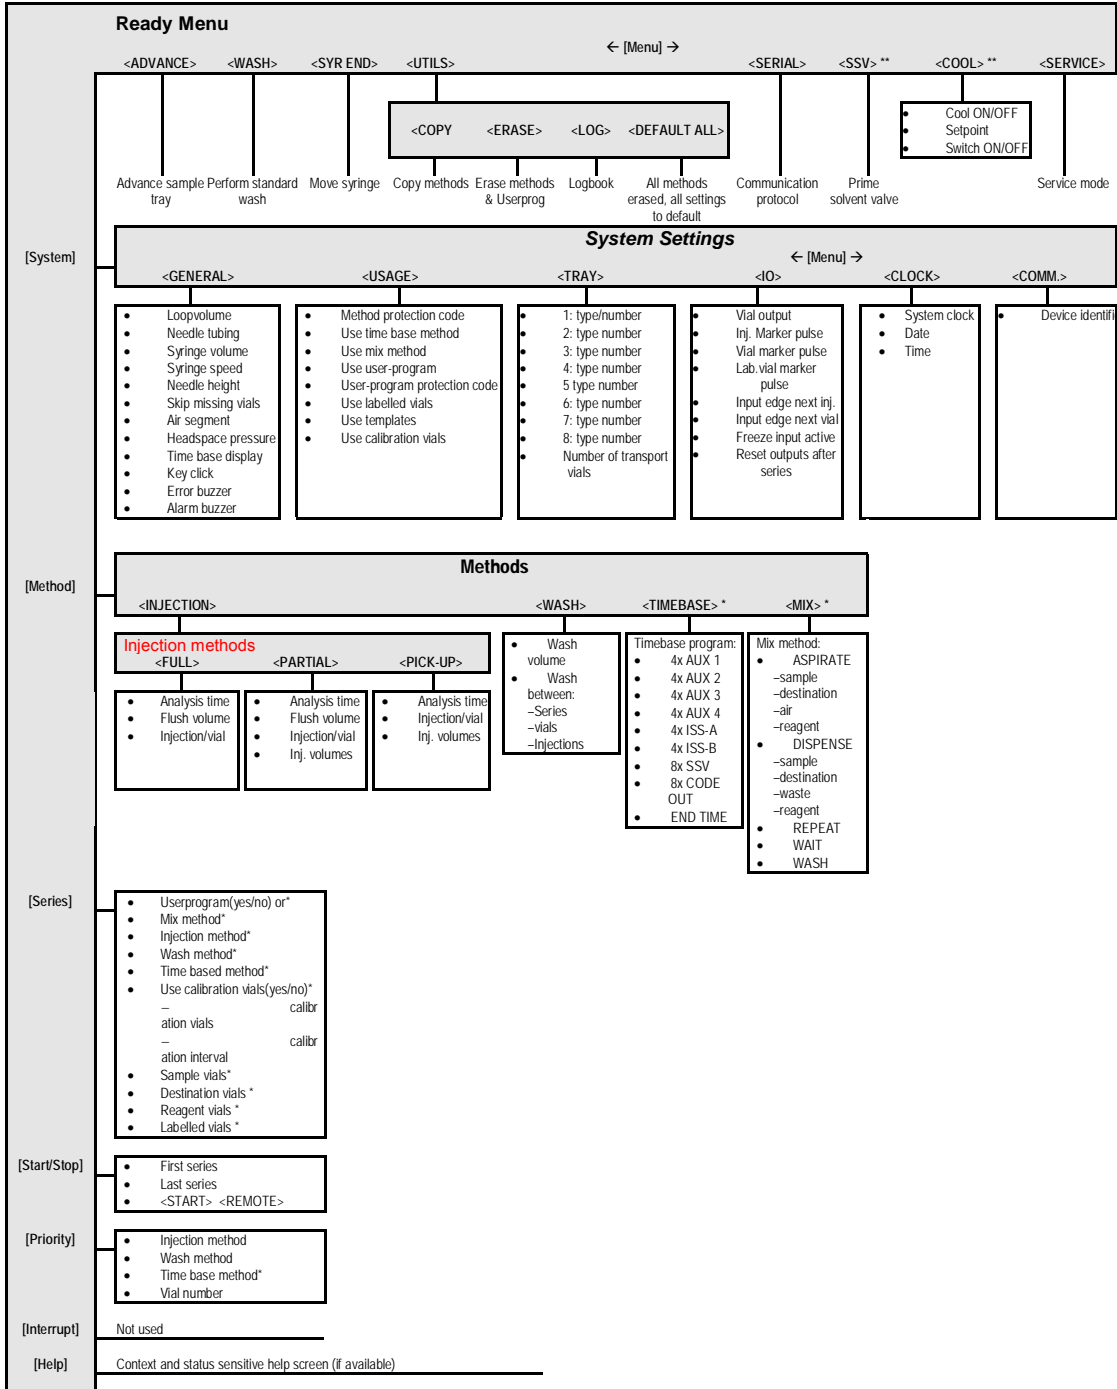 Ready Menu
← [Menu] →
<ADVANCE> <WASH> <SYR END> <UTILS> <SERIAL> <SSV> ** <COOL> ** <SERVICE>
<COPY <ERASE> <LOG> <DEFAULT ALL>
• Cool ON/OFF
• Setpoint
• Switch ON/OFF
Advance sample tray
Perform standard wash
Move syringe
Copy methods
Erase methods & Userprog
Logbook
All methods erased, all settings to default
Communication protocol
Prime solvent valve
Service mode
[System]
System Settings
← [Menu] →
<GENERAL> <USAGE> <TRAY> <IO> <CLOCK> <COMM.>
• Loopvolume
• Needle tubing
• Syringe volume
• Syringe speed
• Needle height
• Skip missing vials
• Air segment
• Headspace pressure
• Time base display
• Key click
• Error buzzer
• Alarm buzzer
• Method protection code
• Use time base method
• Use mix method
• Use user-program
• User-program protection code
• Use labelled vials
• Use templates
• Use calibration vials
• 1: type/number
• 2: type number
• 3: type number
• 4: type number
• 5 type number
• 6: type number
• 7: type number
• 8: type number
• Number of transport
vials
• Vial output
• Inj. Marker pulse
• Vial marker pulse
• Lab.vial marker
pulse
• Input edge next inj.
• Input edge next vial
• Freeze input active
• Reset outputs after
series
• System clock
• Date
• Time
• Device identifi
[Method]
Methods
<INJECTION> <WASH> <TIMEBASE> * <MIX> *
Injection methods
<FULL> <PARTIAL> <PICK-UP>
• Analysis time
• Flush volume
• Injection/vial
• Analysis time
• Flush volume
• Injection/vial
• Inj. volumes
• Analysis time
• Injection/vial
• Inj. volumes
• Wash
volume
• Wash
between:
–Series
–vials
–Injections
Timebase program:
• 4x AUX 1
• 4x AUX 2
• 4x AUX 3
• 4x AUX 4
• 4x ISS-A
• 4x ISS-B
• 8x SSV
• 8x CODE
OUT
• END TIME
Mix method:
• ASPIRATE
–sample
–destination
–air
–reagent
• DISPENSE
–sample
–destination
–waste
–reagent
• REPEAT
• WAIT
• WASH
[Series]
• Userprogram(yes/no) or*
• Mix method*
• Injection method*
• Wash method*
• Time based method*
• Use calibration vials(yes/no)*
– calibr
ation vials
– calibr
ation interval
• Sample vials*
• Destination vials *
• Reagent vials *
• Labelled vials *
[Start/Stop]
• First series
• Last series
• <START> <REMOTE>
[Priority]
• Injection method
• Wash method
• Time base method*
• Vial number
[Interrupt] Not used
[Help] Context and status sensitive help screen (if available)